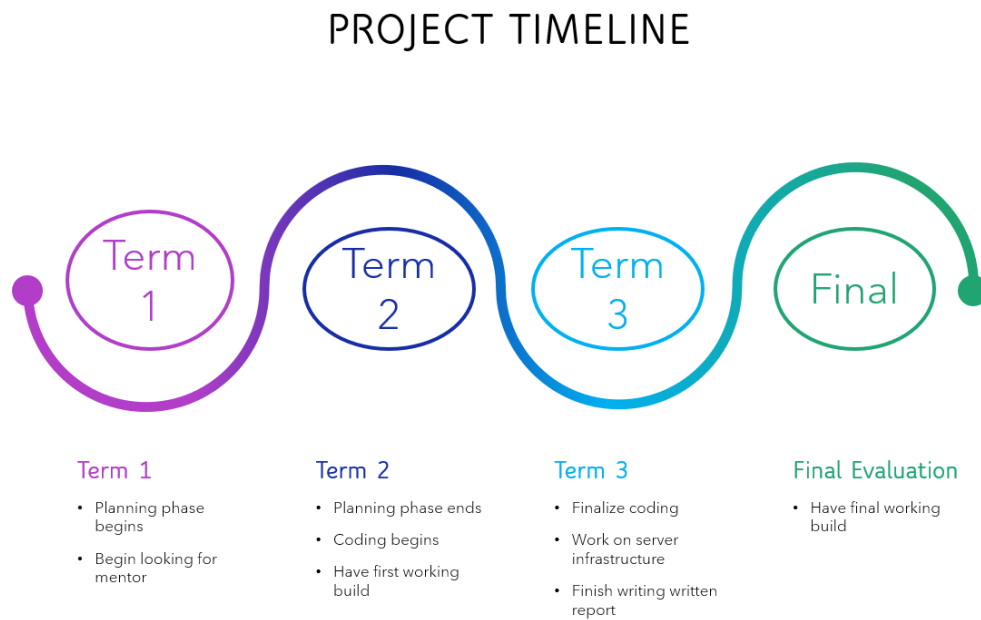 PROJECT TIMELINE
Term
1
Term
2
Term
3
Final
Term 1
• Planning phase
begins
• Begin looking for
mentor
Term 2
• Planning phase ends
• Coding begins
• Have first working
build
Term 3
• Finalize coding
• Work on server
infrastructure
• Finish writing written
report
Final Evaluation
• Have final working
build